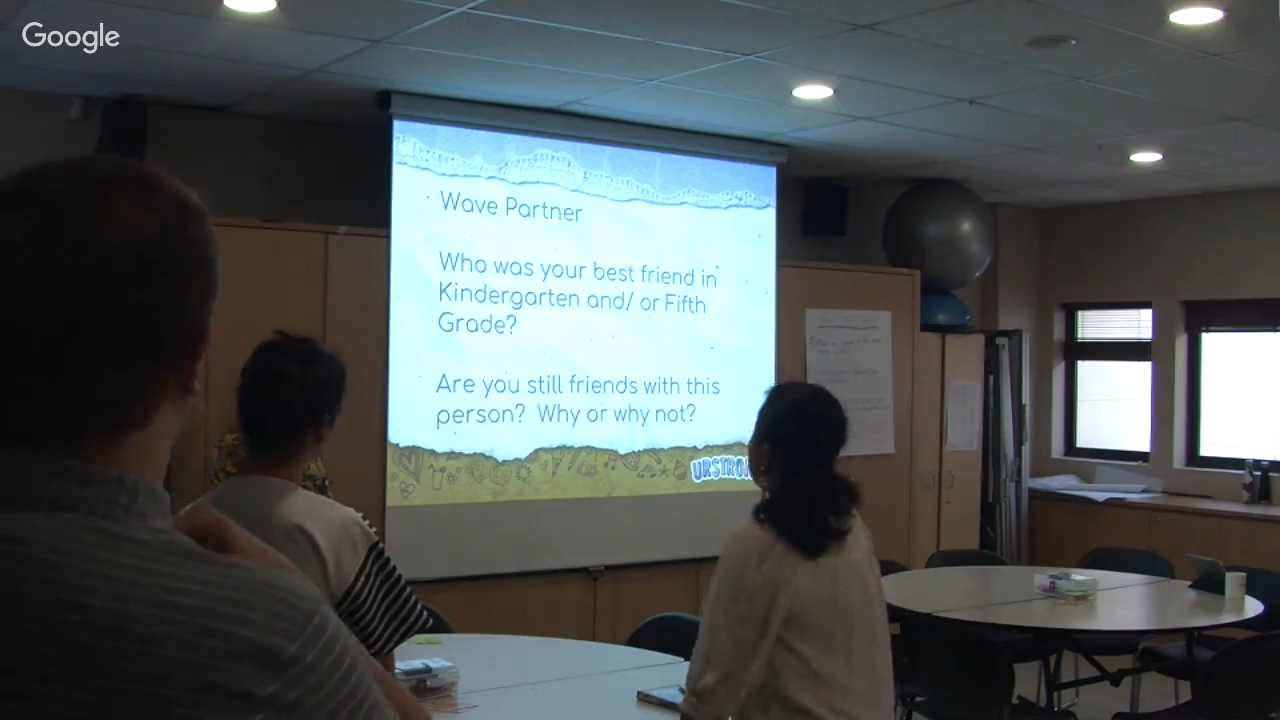 Google
Wave Partner
Who was your best friend in
Kindergarten and/ or Fifth
Grade?
Are you still friends with this
person? Why or why not?